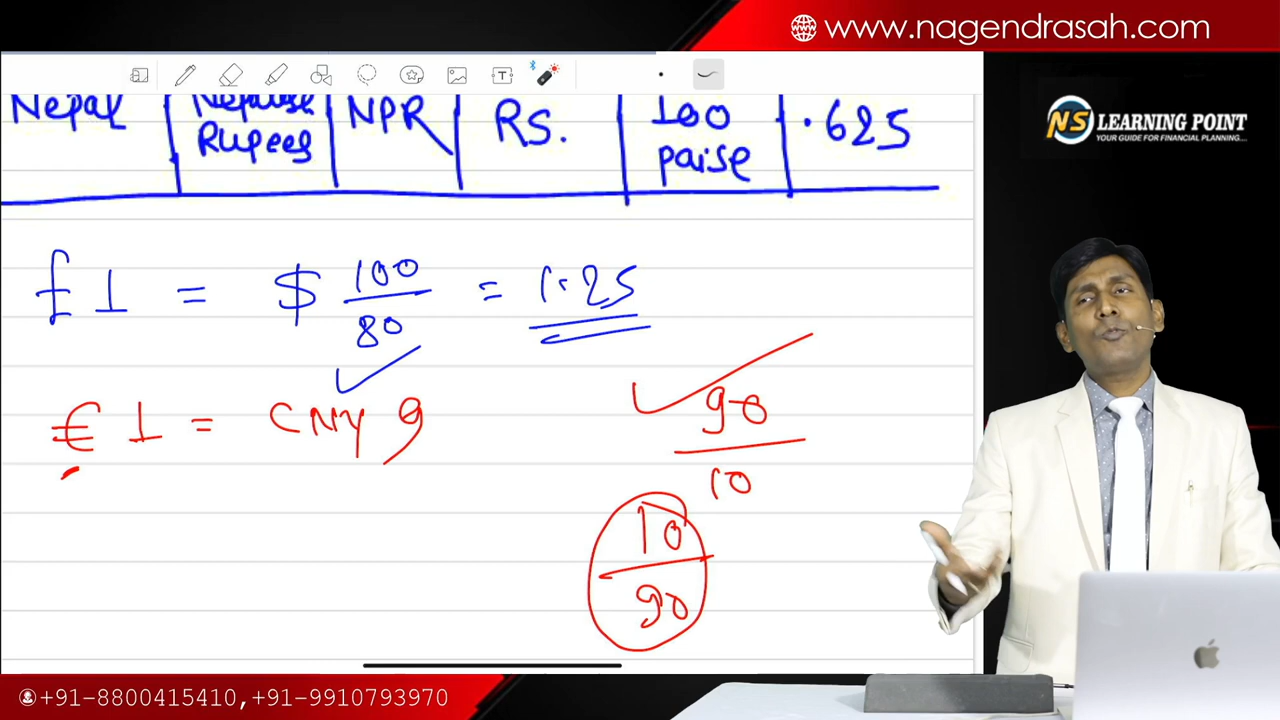 www.nagendrasah.com
NS LEARNING POINT
YOUR GUIDE FOR FINANCIAL PLANNING....
Nepal Nepalise Rupees NPR RS. 100 paise .625
£ 1 = $ 100/80 = 1.25
€ 1 = CNY 9
90/10
10/90
+91-8800415410,+91-9910793970